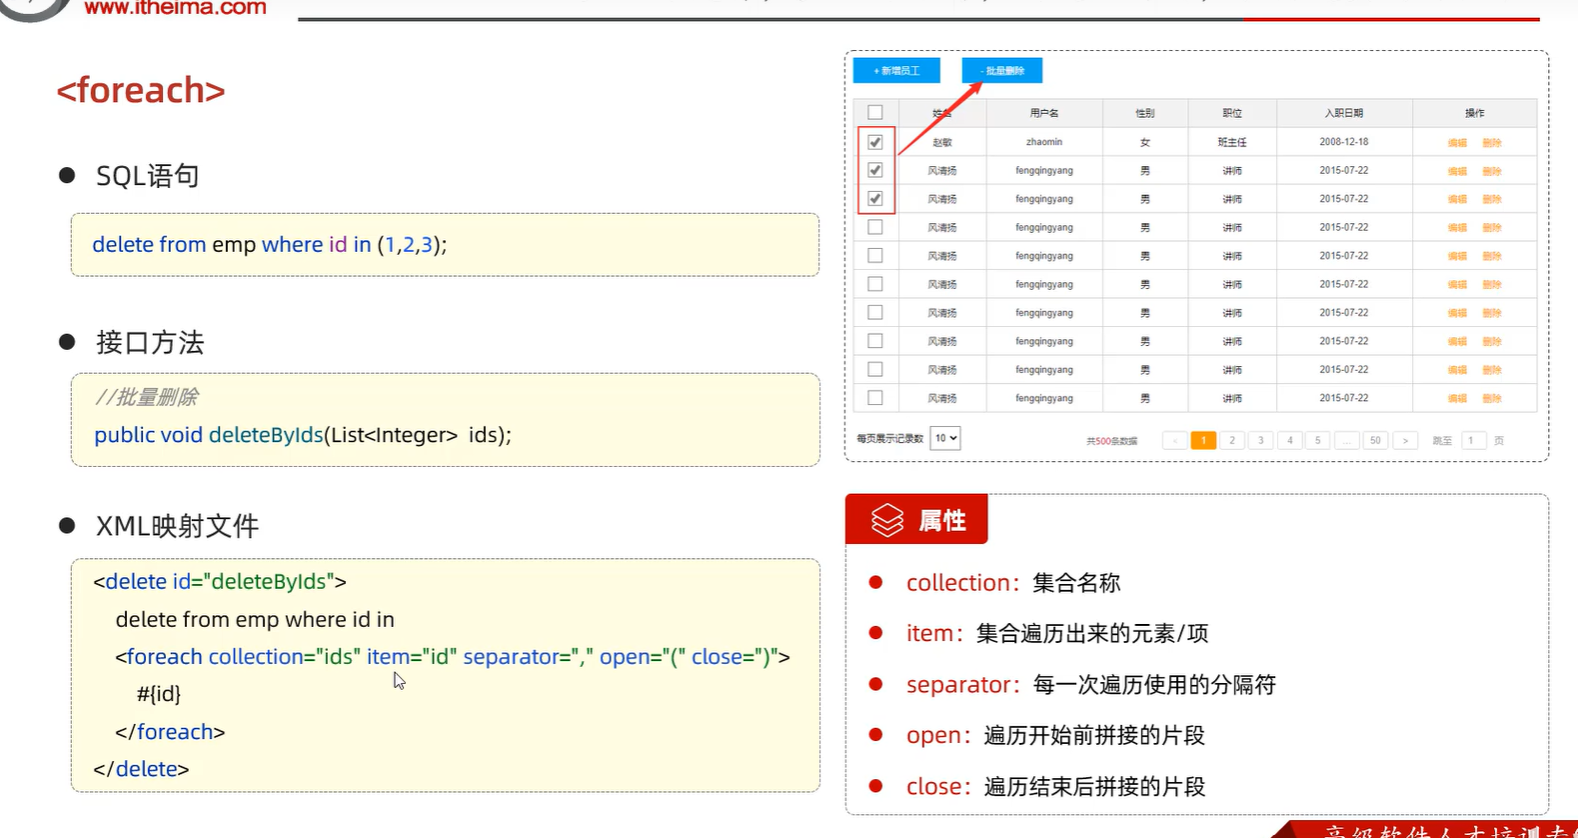 www.itheima.com
<foreach>
SQL语句
delete from emp where id in (1,2,3);
接口方法
//批量删除
public void deleteByIds(List<Integer> ids);
XML映射文件
<delete id="deleteByIds">
delete from emp where id in
<foreach collection="ids" item="id" separator="," open="(" close=")">
#{id}
</foreach>
</delete>
+ 新增员工 - 批量删除
姓名 用户名 性别 职位 入职日期 操作
赵敏 zhaomin 女 班主任 2008-12-18 编辑 删除
风清扬 fengqingyang 男 讲师 2015-07-22 编辑 删除
风清扬 fengqingyang 男 讲师 2015-07-22 编辑 删除
风清扬 fengqingyang 男 讲师 2015-07-22 编辑 删除
风清扬 fengqingyang 男 讲师 2015-07-22 编辑 删除
风清扬 fengqingyang 男 讲师 2015-07-22 编辑 删除
风清扬 fengqingyang 男 讲师 2015-07-22 编辑 删除
风清扬 fengqingyang 男 讲师 2015-07-22 编辑 删除
风清扬 fengqingyang 男 讲师 2015-07-22 编辑 删除
风清扬 fengqingyang 男 讲师 2015-07-22 编辑 删除
每页展示记录数 10 共500条数据 < 1 2 3 4 5 ... 50 > 跳至 1 页
属性
collection：集合名称
item：集合遍历出来的元素/项
separator：每一次遍历使用的分隔符
open：遍历开始前拼接的片段
close：遍历结束后拼接的片段
高级软件人才培训专